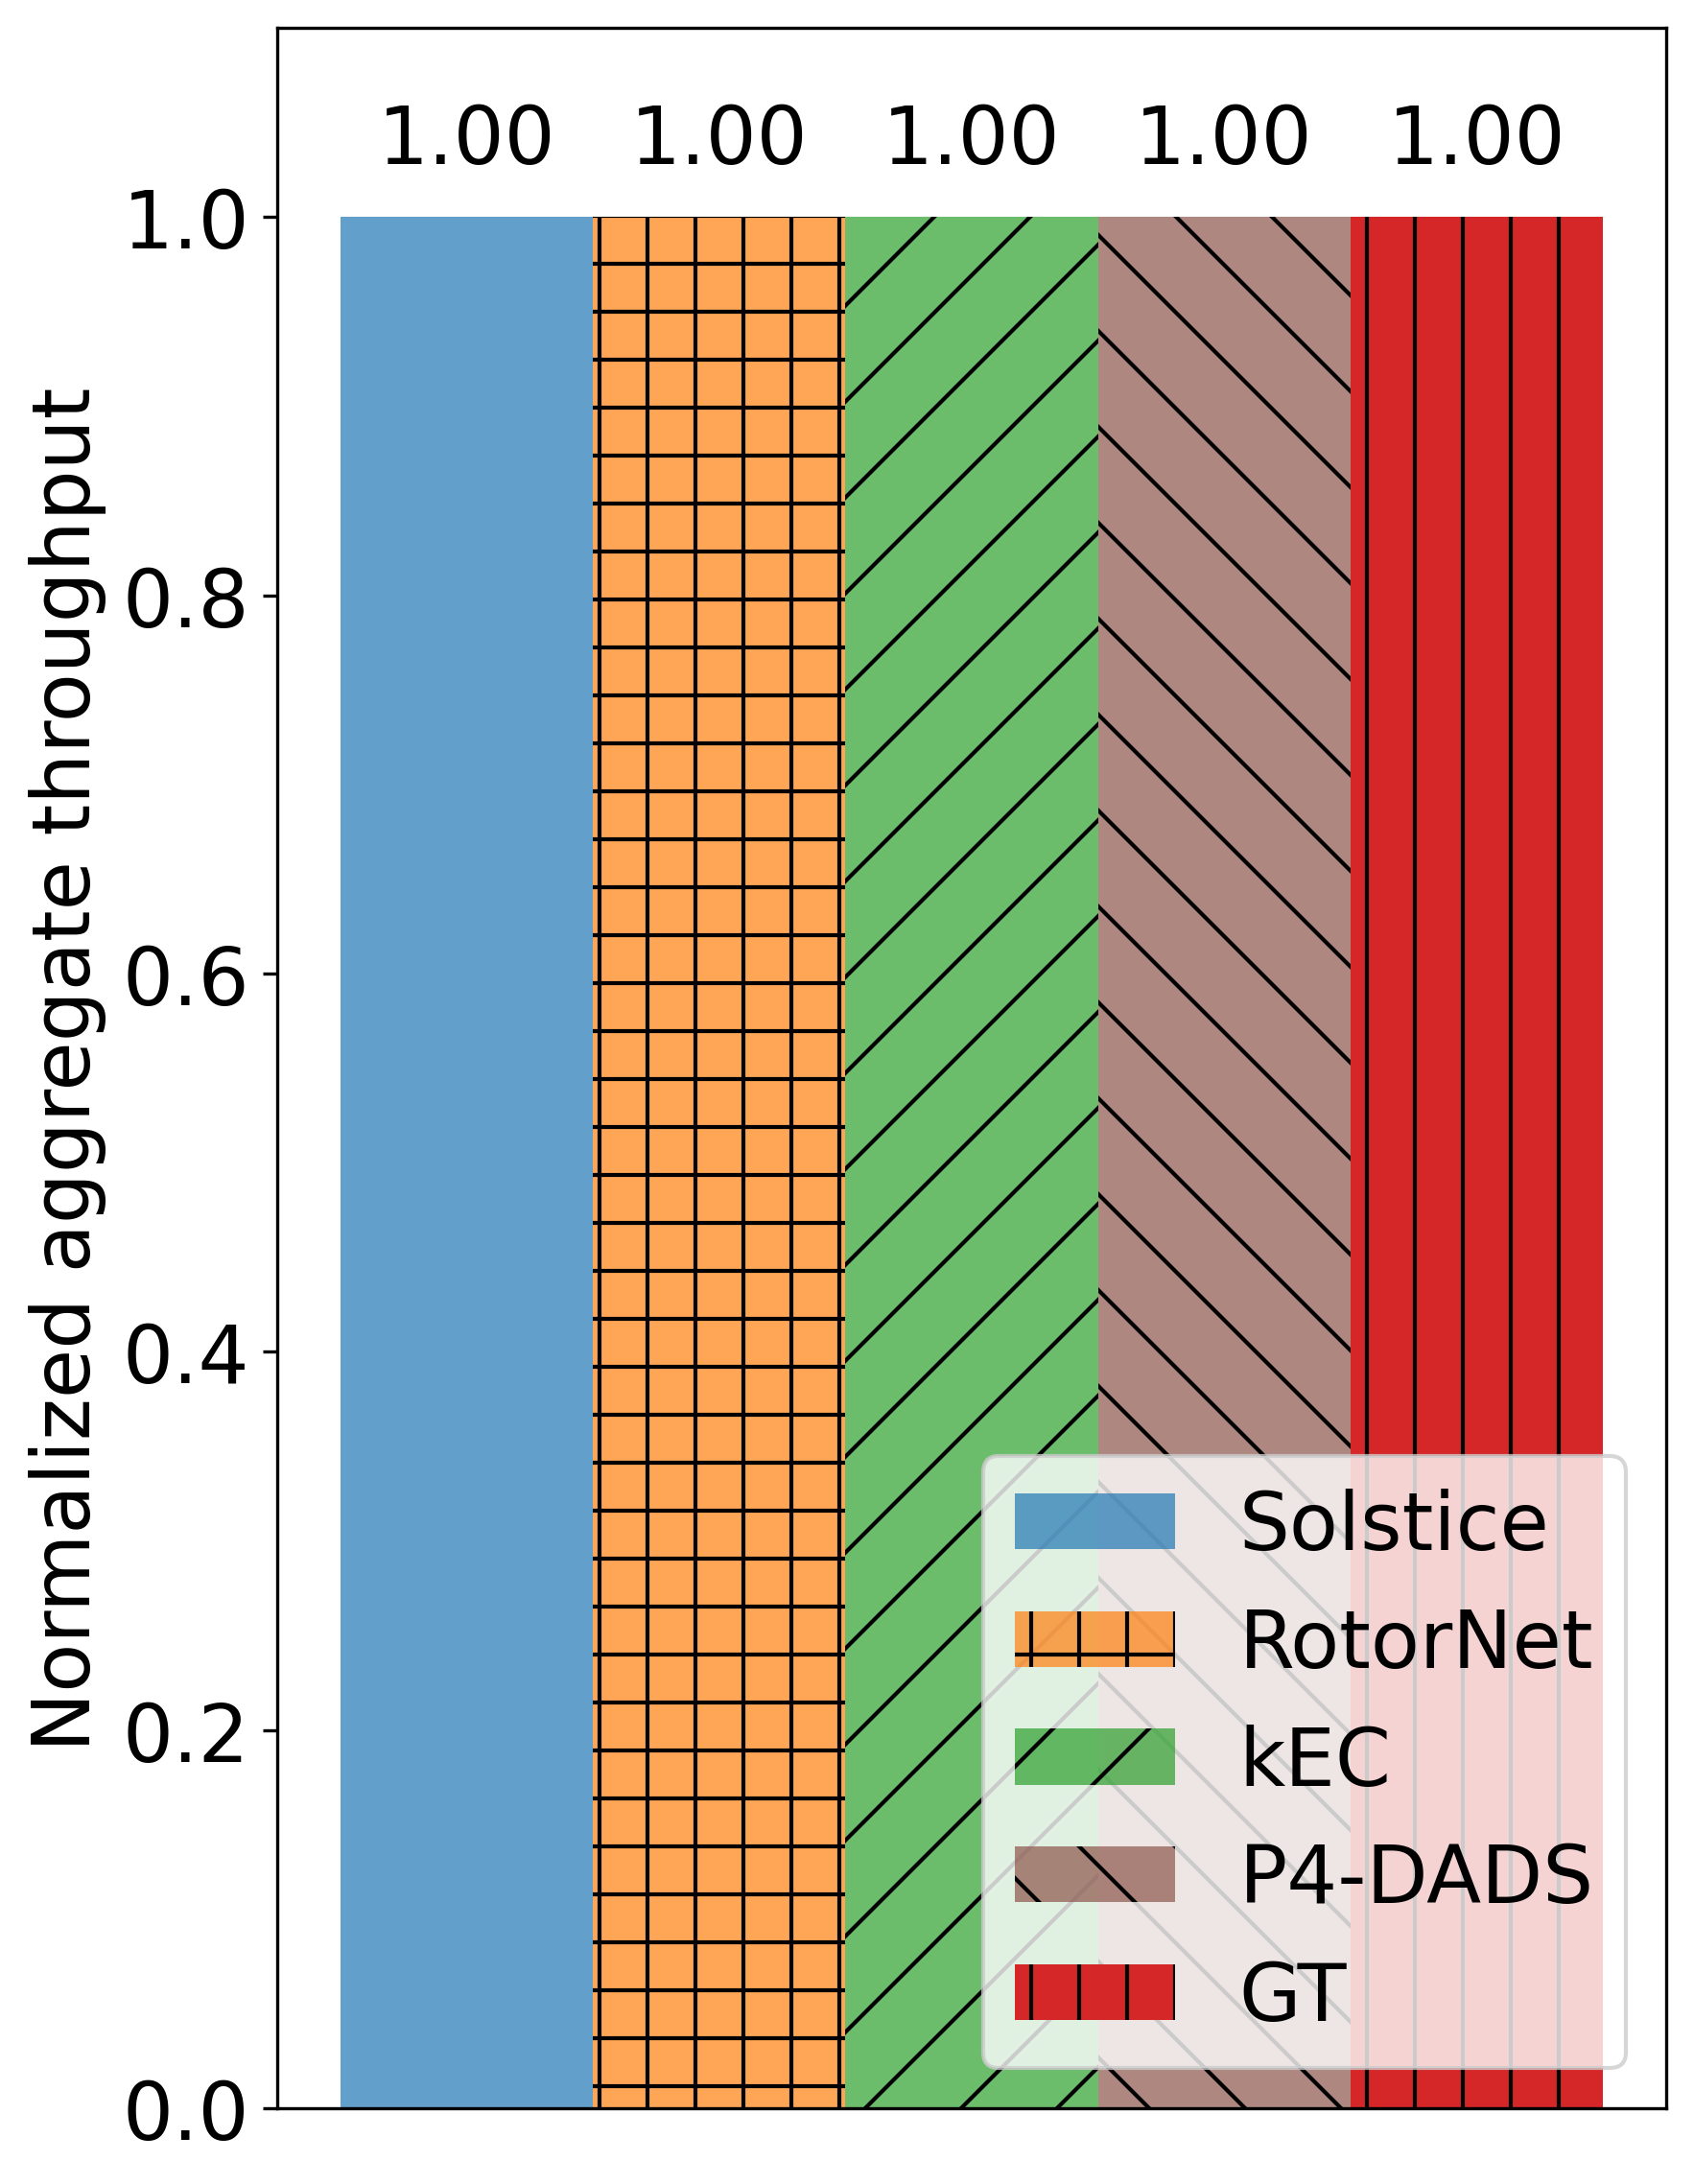 Normalized aggregate throughput
1.0
0.8
0.6
0.4
0.2
0.0
1.00 1.00 1.00 1.00 1.00
Solstice
RotorNet
kEC
P4-DADS
GT